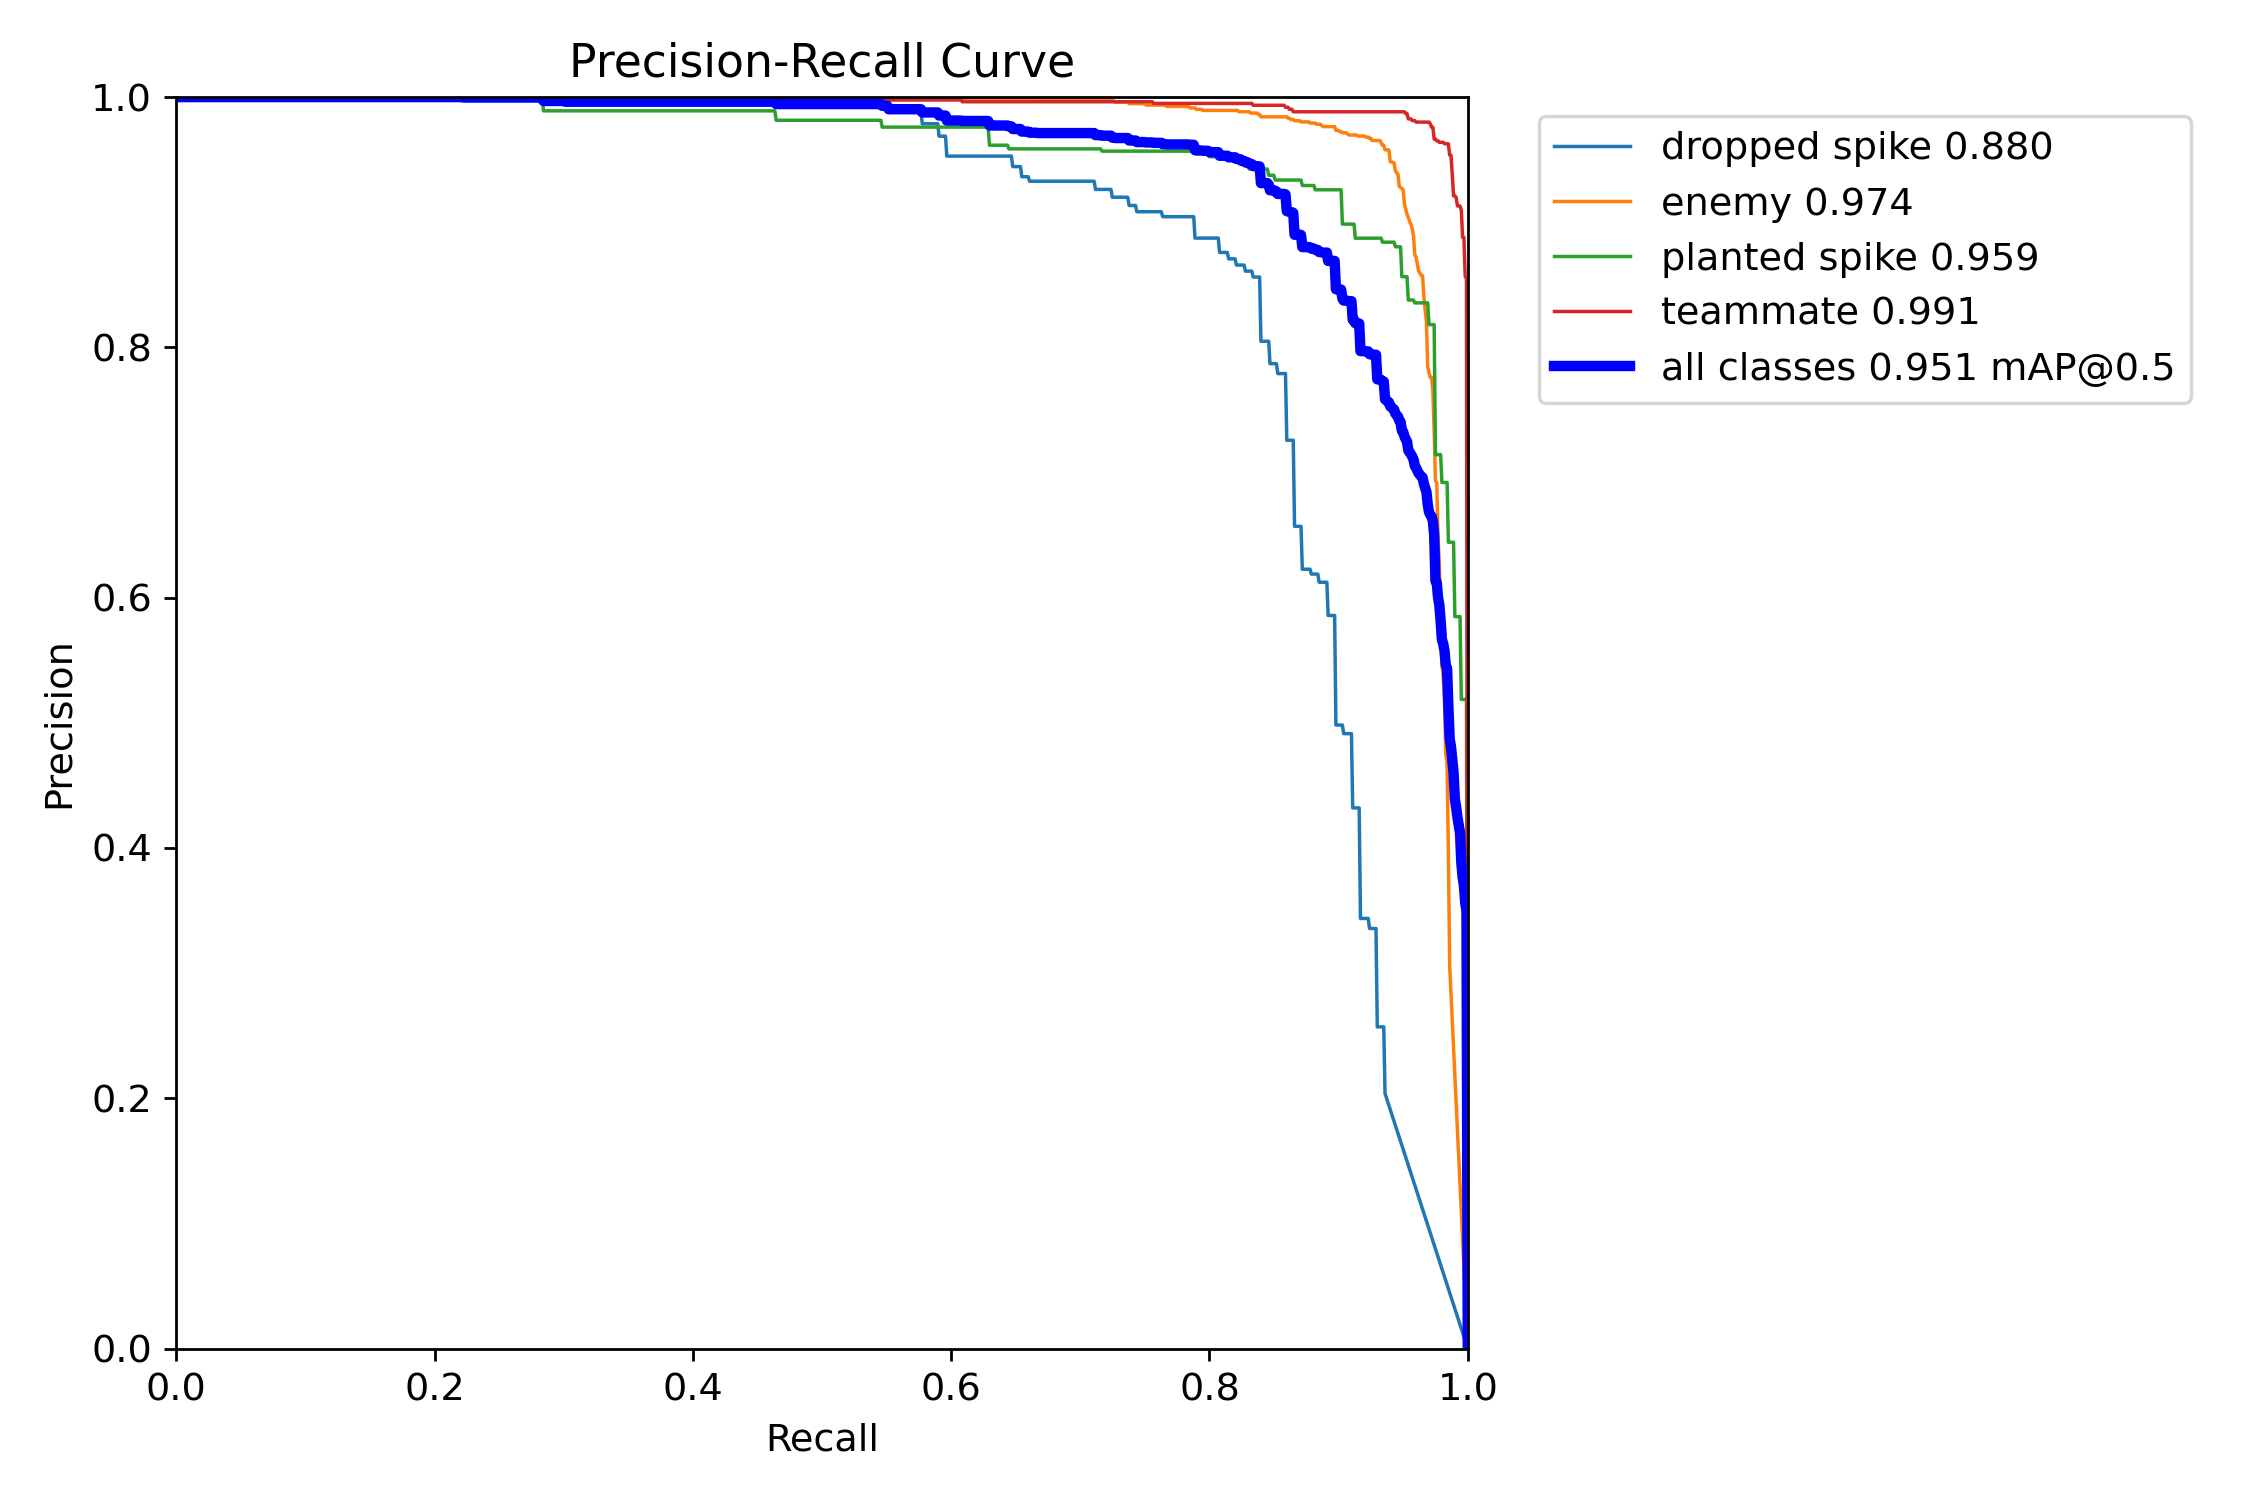 Precision-Recall Curve
1.0
0.8
0.6
0.4
0.2
0.0
Precision
0.0 0.2 0.4 0.6 0.8 1.0
Recall
dropped spike 0.880
enemy 0.974
planted spike 0.959
teammate 0.991
all classes 0.951 mAP@0.5